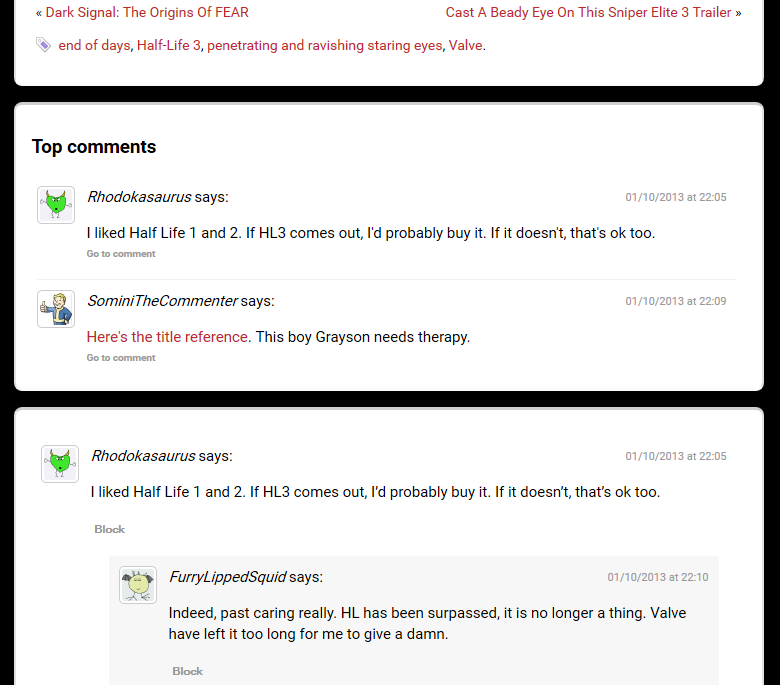 « Dark Signal: The Origins Of FEAR
Cast A Beady Eye On This Sniper Elite 3 Trailer »
end of days, Half-Life 3, penetrating and ravishing staring eyes, Valve.
Top comments
Rhodokasaurus says:
01/10/2013 at 22:05
I liked Half Life 1 and 2. If HL3 comes out, I'd probably buy it. If it doesn't, that's ok too.
Go to comment
SominiTheCommenter says:
01/10/2013 at 22:09
Here's the title reference. This boy Grayson needs therapy.
Go to comment
Rhodokasaurus says:
01/10/2013 at 22:05
I liked Half Life 1 and 2. If HL3 comes out, I’d probably buy it. If it doesn’t, that’s ok too.
Block
FurryLippedSquid says:
01/10/2013 at 22:10
Indeed, past caring really. HL has been surpassed, it is no longer a thing. Valve
have left it too long for me to give a damn.
Block